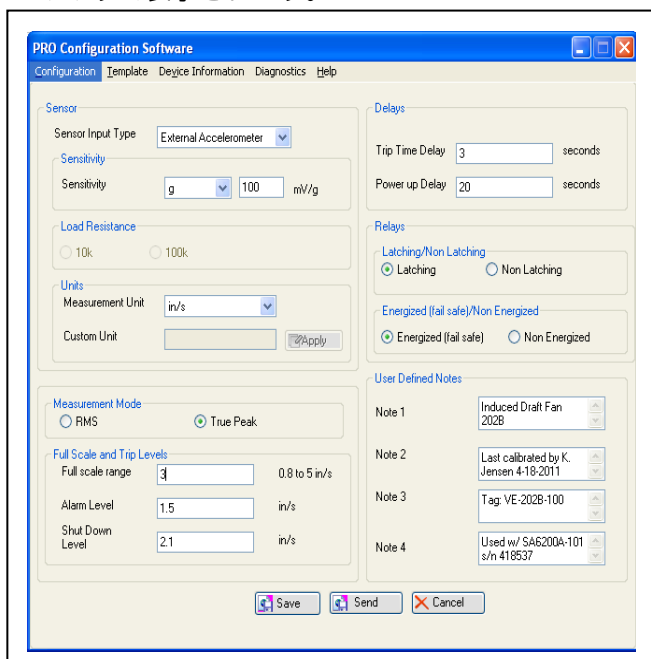 PRO Configuration Software
Configuration Template Device Information Diagnostics Help
Sensor
Sensor Input Type External Accelerometer
Sensitivity
Sensitivity g 100 mV/g
Load Resistance
10k 100k
Units
Measurement Unit in/s
Custom Unit Apply
Measurement Mode
RMS True Peak
Full Scale and Trip Levels
Full scale range 3 0.8 to 5 in/s
Alarm Level 1.5 in/s
Shut Down
Level 2.1 in/s
Delays
Trip Time Delay 3 seconds
Power up Delay 20 seconds
Relays
Latching/Non Latching
Latching Non Latching
Energized (fail safe)/Non Energized
Energized (fail safe) Non Energized
User Defined Notes
Note 1 Induced Draft Fan
202B
Note 2 Last calibrated by K.
Jensen 4-18-2011
Note 3 Tag: VE-202B-100
Note 4 Used w/ SA6200A-101
s/n 418537
Save Send Cancel